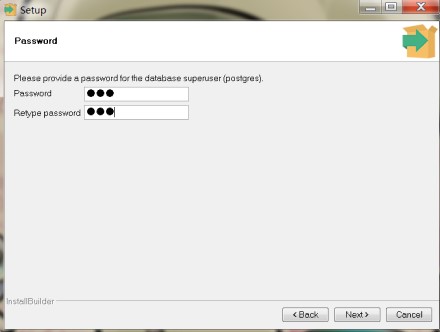 Setup
Password
Please provide a password for the database superuser (postgres).
Password ●●●
Retype password ●●●
InstallBuilder
< Back Next > Cancel